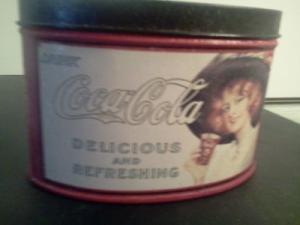 DRINK
Coca-Cola
DELICIOUS
AND
REFRESHING